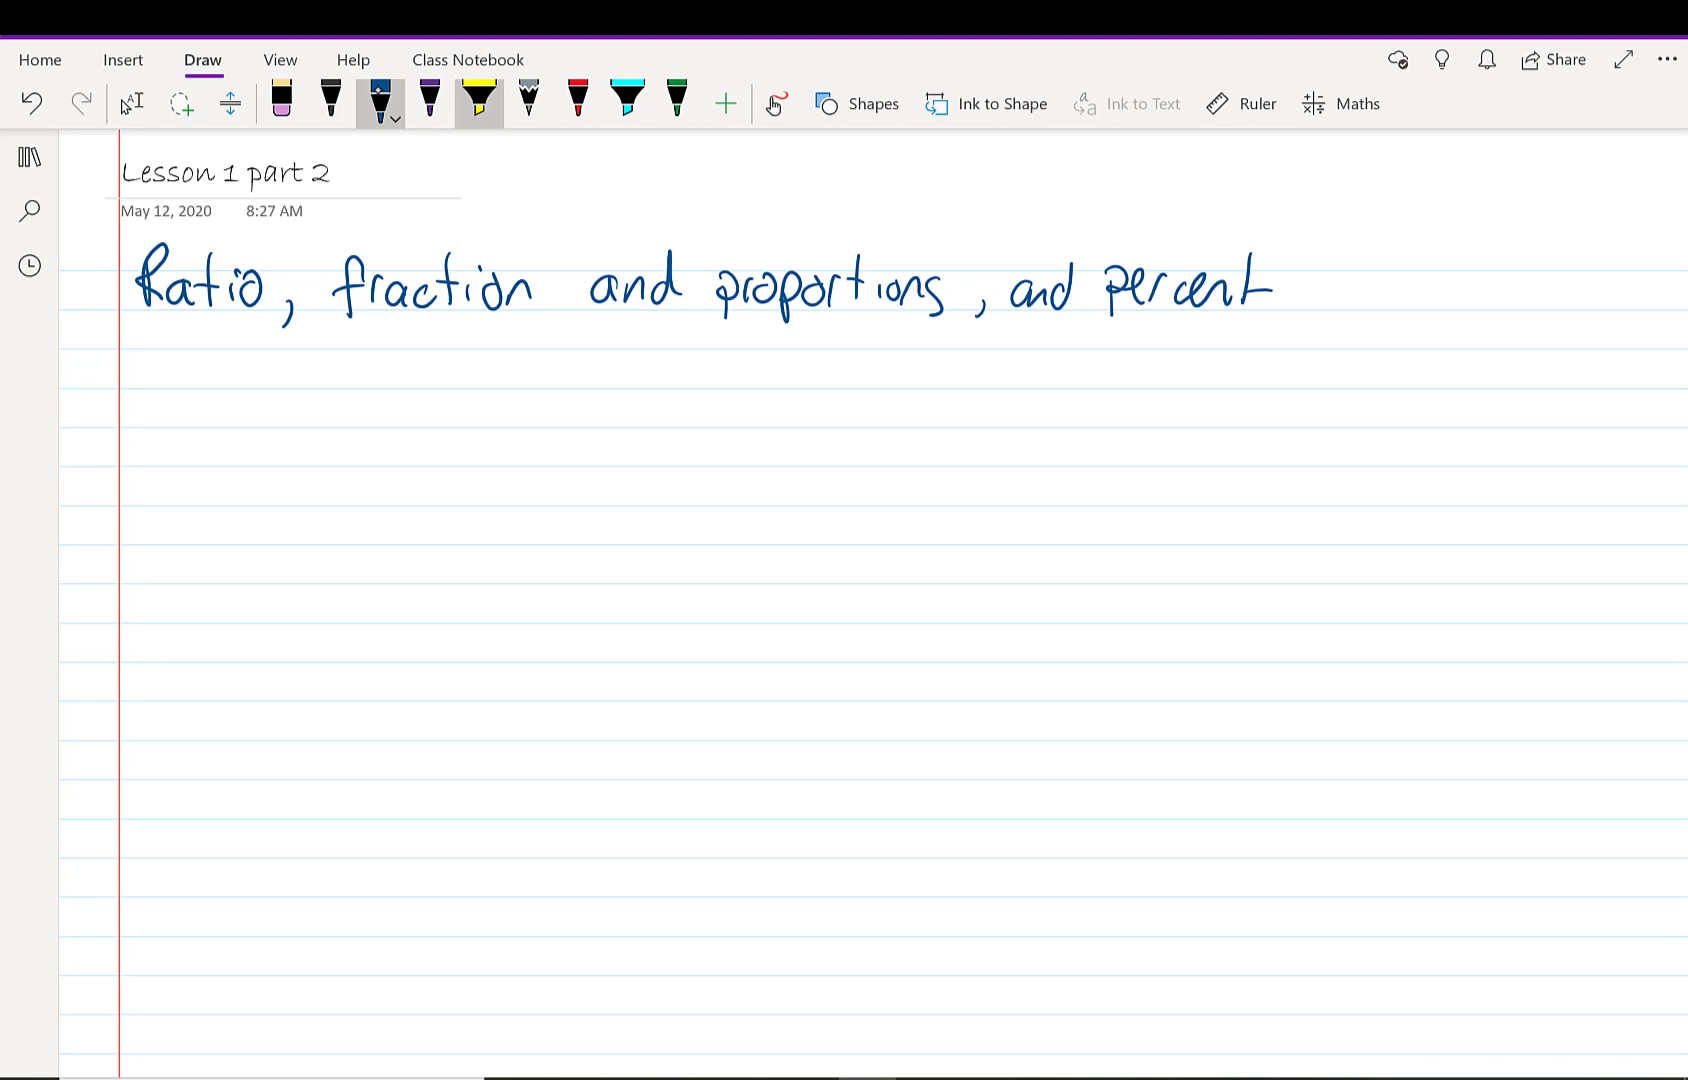 Home Insert Draw View Help Class Notebook Share
Shapes Ink to Shape Ink to Text Ruler Maths
Lesson 1 part 2
May 12, 2020 8:27 AM
Ratio, fraction and proportions, and percent